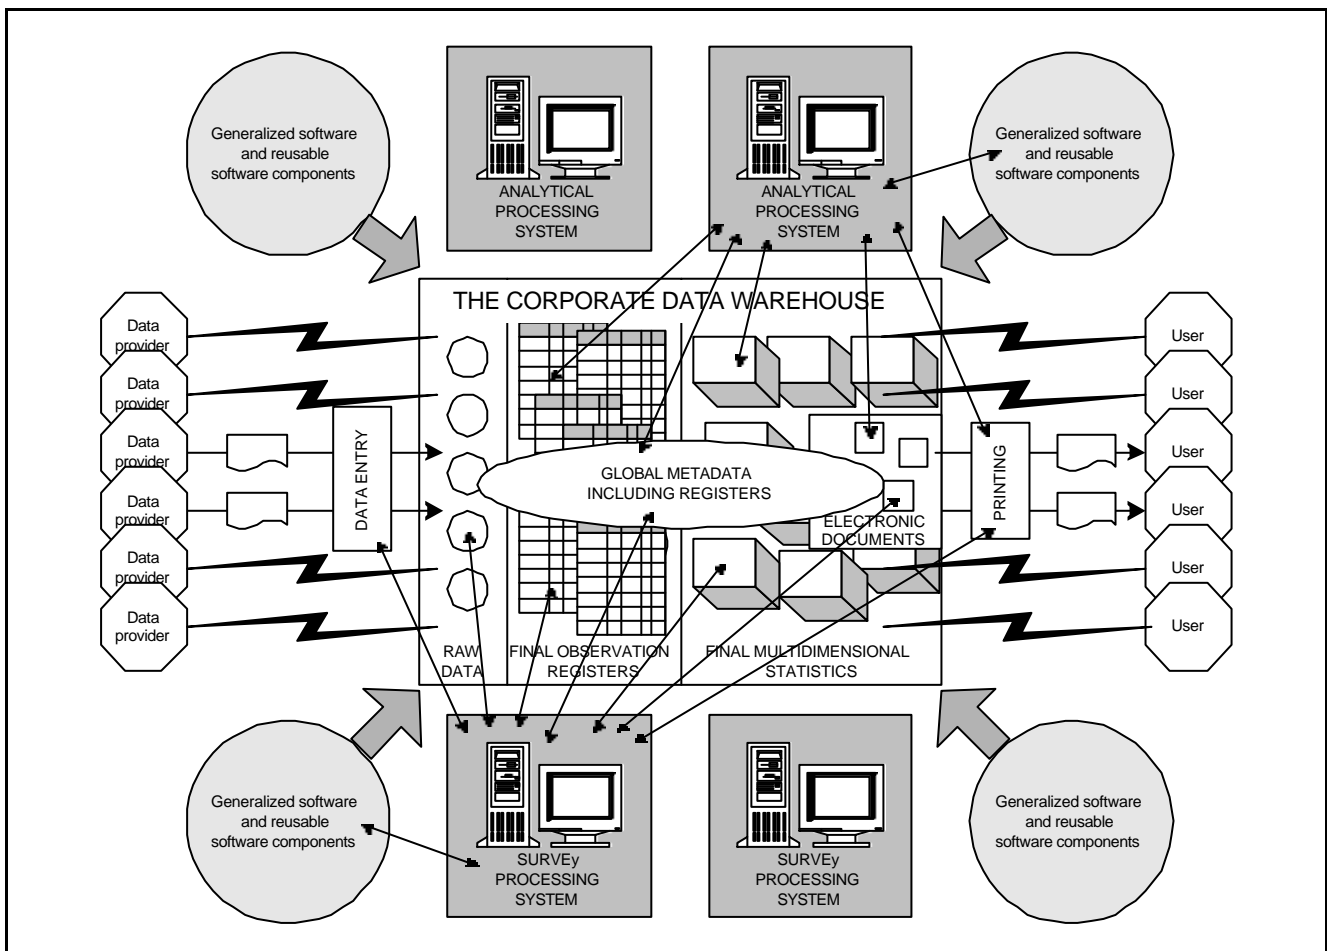 Generalized software
and reusable
software components
ANALYTICAL
PROCESSING
SYSTEM
ANALYTICAL
PROCESSING
SYSTEM
Generalized software
and reusable
software components
THE CORPORATE DATA WAREHOUSE
Data
provider
Data
provider
Data
provider
Data
provider
Data
provider
Data
provider
DATA ENTRY
GLOBAL METADATA
INCLUDING REGISTERS
ELECTRONIC
DOCUMENTS
PRINTING
User
User
User
User
User
User
RAW
DATA
FINAL OBSERVATION
REGISTERS
FINAL MULTIDIMENSIONAL
STATISTICS
Generalized software
and reusable
software components
SURVEy
PROCESSING
SYSTEM
SURVEy
PROCESSING
SYSTEM
Generalized software
and reusable
software components